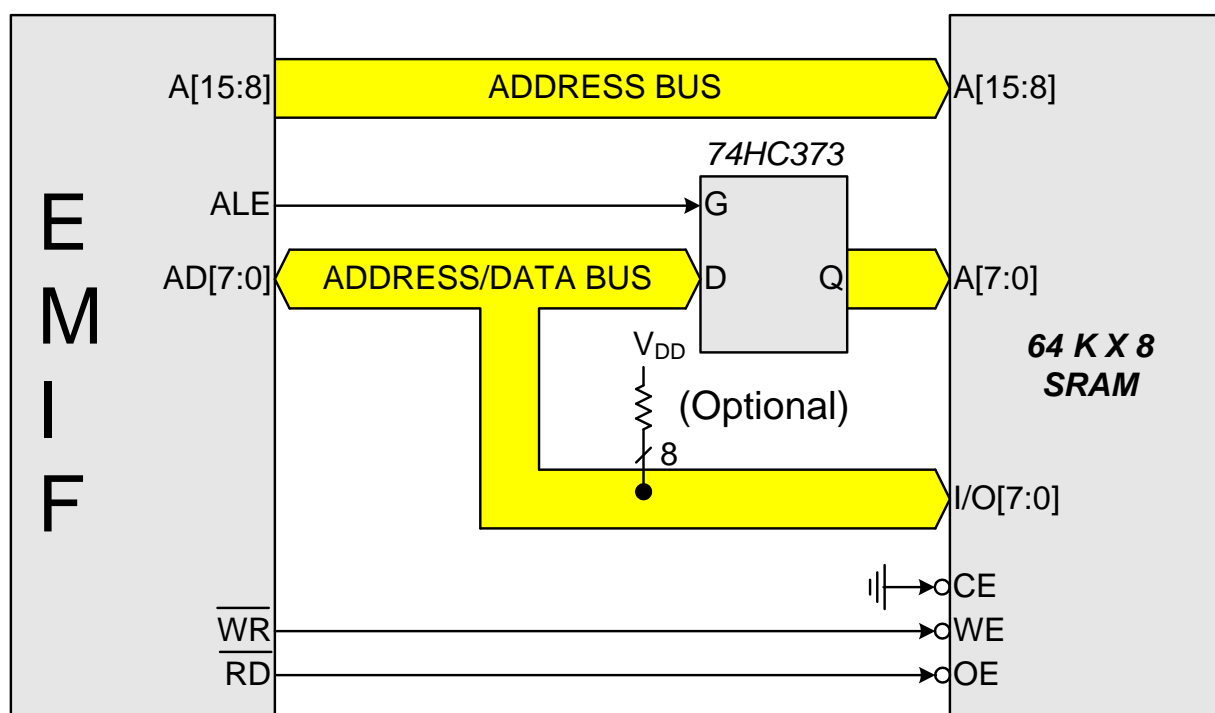 A[15:8] ADDRESS BUS A[15:8]
74HC373
ALE G
AD[7:0] ADDRESS/DATA BUS D Q A[7:0]
E
M
I
F
64 K X 8
SRAM
VDD
(Optional)
8
I/O[7:0]
CE
WR WE
RD OE